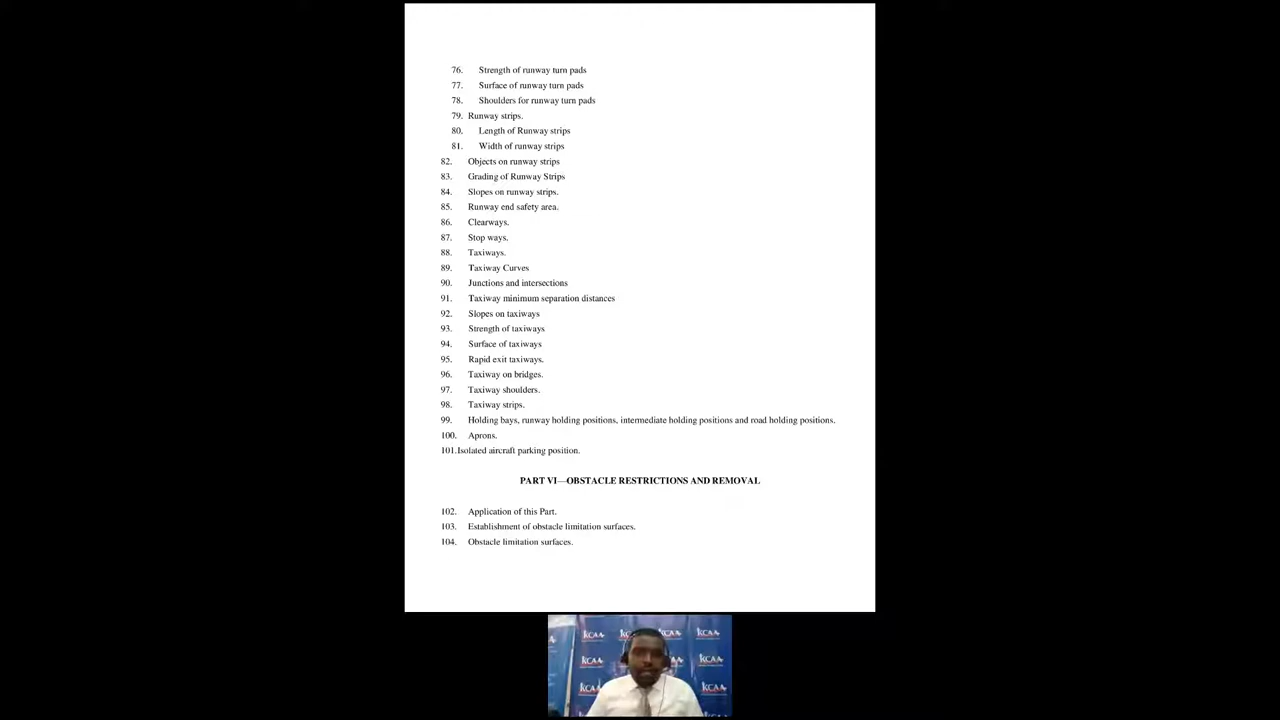 76. Strength of runway turn pads
77. Surface of runway turn pads
78. Shoulders for runway turn pads
79. Runway strips.
80. Length of Runway strips
81. Width of runway strips
82. Objects on runway strips
83. Grading of Runway Strips
84. Slopes on runway strips.
85. Runway end safety area.
86. Clearways.
87. Stop ways.
88. Taxiways.
89. Taxiway Curves
90. Junctions and intersections
91. Taxiway minimum separation distances
92. Slopes on taxiways
93. Strength of taxiways
94. Surface of taxiways
95. Rapid exit taxiways.
96. Taxiway on bridges.
97. Taxiway shoulders.
98. Taxiway strips.
99. Holding bays, runway holding positions, intermediate holding positions and road holding positions.
100. Aprons.
101.Isolated aircraft parking position.
PART VI—OBSTACLE RESTRICTIONS AND REMOVAL
102. Application of this Part.
103. Establishment of obstacle limitation surfaces.
104. Obstacle limitation surfaces.
KCAA KCAA KCAA
KCAA KCAA
KCAA KCAA